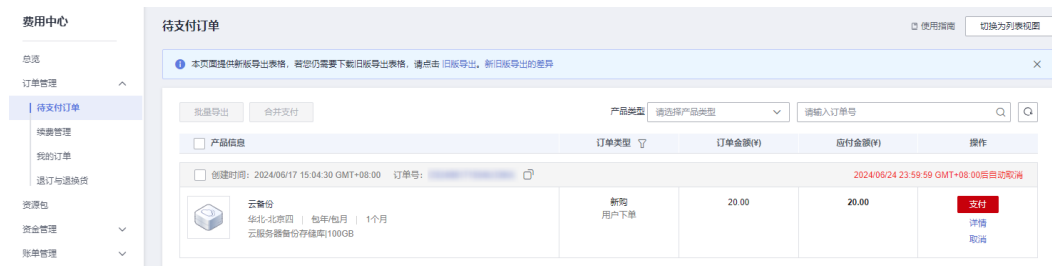 费用中心
总览
订单管理
待支付订单
续费管理
我的订单
退订与退换货
资源包
资金管理
账单管理
待支付订单
使用指南 切换为列表视图
本页面提供新版导出表格，若您仍需要下载旧版导出表格，请点击 旧版导出。新旧版导出的差异
批量导出 合并支付 产品类型 请选择产品类型 请输入订单号
产品信息 订单类型 订单金额(¥) 应付金额(¥) 操作
创建时间：2024/06/17 15:04:30 GMT+08:00 订单号： 2024/06/24 23:59:59 GMT+08:00后自动取消
云备份 新购 20.00 20.00 支付
华北-北京四 | 包年/包月 | 1个月 用户下单 详情
云服务器备份存储库|100GB 取消